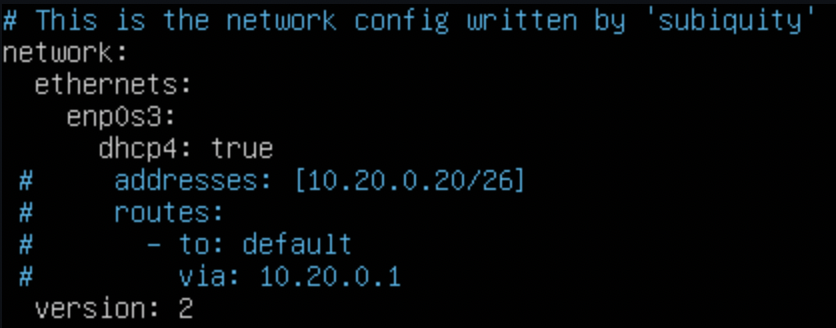 # This is the network config written by 'subiquity'
network:
  ethernets:
    enp0s3:
      dhcp4: true
 #     addresses: [10.20.0.20/26]
 #     routes:
 #       - to: default
 #         via: 10.20.0.1
  version: 2